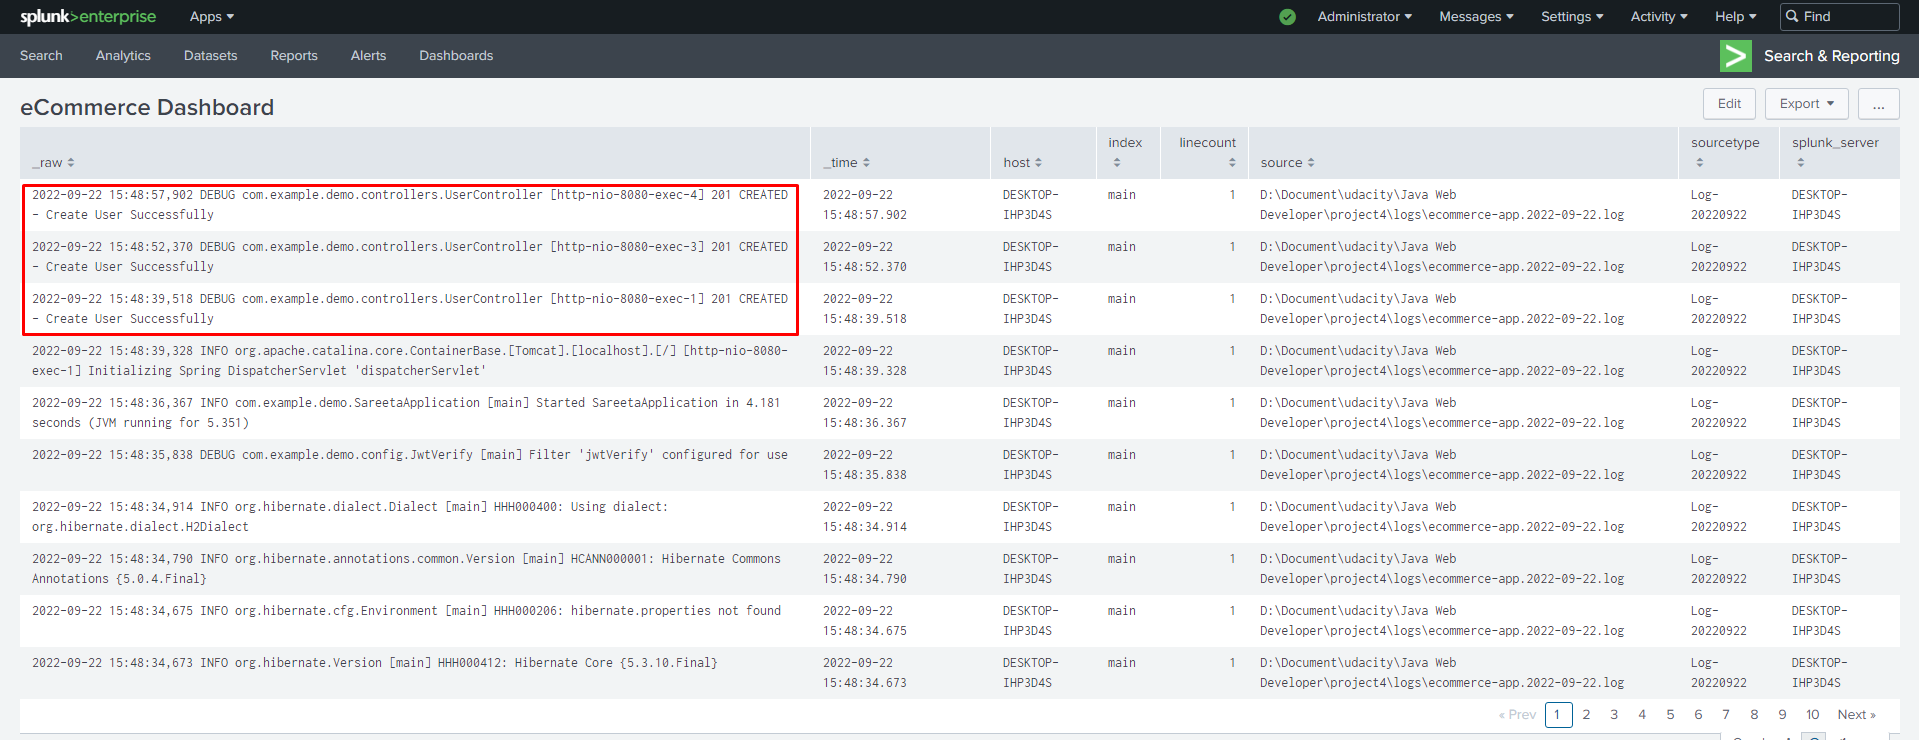 splunk>enterprise Apps Administrator Messages Settings Activity Help Find
Search Analytics Datasets Reports Alerts Dashboards Search & Reporting
eCommerce Dashboard Edit Export ...
_raw _time host index linecount source sourcetype splunk_server
2022-09-22 15:48:57,902 DEBUG com.example.demo.controllers.UserController [http-nio-8080-exec-4] 201 CREATED 2022-09-22 DESKTOP- main 1 D:\Document\udacity\Java Web Log- DESKTOP-
- Create User Successfully 15:48:57.902 IHP3D4S Developer\project4\logs\ecommerce-app.2022-09-22.log 20220922 IHP3D4S
2022-09-22 15:48:52,370 DEBUG com.example.demo.controllers.UserController [http-nio-8080-exec-3] 201 CREATED 2022-09-22 DESKTOP- main 1 D:\Document\udacity\Java Web Log- DESKTOP-
- Create User Successfully 15:48:52.370 IHP3D4S Developer\project4\logs\ecommerce-app.2022-09-22.log 20220922 IHP3D4S
2022-09-22 15:48:39,518 DEBUG com.example.demo.controllers.UserController [http-nio-8080-exec-1] 201 CREATED 2022-09-22 DESKTOP- main 1 D:\Document\udacity\Java Web Log- DESKTOP-
- Create User Successfully 15:48:39.518 IHP3D4S Developer\project4\logs\ecommerce-app.2022-09-22.log 20220922 IHP3D4S
2022-09-22 15:48:39,328 INFO org.apache.catalina.core.ContainerBase.[Tomcat].[localhost].[/] [http-nio-8080- 2022-09-22 DESKTOP- main 1 D:\Document\udacity\Java Web Log- DESKTOP-
exec-1] Initializing Spring DispatcherServlet 'dispatcherServlet' 15:48:39.328 IHP3D4S Developer\project4\logs\ecommerce-app.2022-09-22.log 20220922 IHP3D4S
2022-09-22 15:48:36,367 INFO com.example.demo.SareetaApplication [main] Started SareetaApplication in 4.181 2022-09-22 DESKTOP- main 1 D:\Document\udacity\Java Web Log- DESKTOP-
seconds (JVM running for 5.351) 15:48:36.367 IHP3D4S Developer\project4\logs\ecommerce-app.2022-09-22.log 20220922 IHP3D4S
2022-09-22 15:48:35,838 DEBUG com.example.demo.config.JwtVerify [main] Filter 'jwtVerify' configured for use 2022-09-22 DESKTOP- main 1 D:\Document\udacity\Java Web Log- DESKTOP-
15:48:35.838 IHP3D4S Developer\project4\logs\ecommerce-app.2022-09-22.log 20220922 IHP3D4S
2022-09-22 15:48:34,914 INFO org.hibernate.dialect.Dialect [main] HHH000400: Using dialect: 2022-09-22 DESKTOP- main 1 D:\Document\udacity\Java Web Log- DESKTOP-
org.hibernate.dialect.H2Dialect 15:48:34.914 IHP3D4S Developer\project4\logs\ecommerce-app.2022-09-22.log 20220922 IHP3D4S
2022-09-22 15:48:34,790 INFO org.hibernate.annotations.common.Version [main] HCANN000001: Hibernate Commons 2022-09-22 DESKTOP- main 1 D:\Document\udacity\Java Web Log- DESKTOP-
Annotations {5.0.4.Final} 15:48:34.790 IHP3D4S Developer\project4\logs\ecommerce-app.2022-09-22.log 20220922 IHP3D4S
2022-09-22 15:48:34,675 INFO org.hibernate.cfg.Environment [main] HHH000206: hibernate.properties not found 2022-09-22 DESKTOP- main 1 D:\Document\udacity\Java Web Log- DESKTOP-
15:48:34.675 IHP3D4S Developer\project4\logs\ecommerce-app.2022-09-22.log 20220922 IHP3D4S
2022-09-22 15:48:34,673 INFO org.hibernate.Version [main] HHH000412: Hibernate Core {5.3.10.Final} 2022-09-22 DESKTOP- main 1 D:\Document\udacity\Java Web Log- DESKTOP-
15:48:34.673 IHP3D4S Developer\project4\logs\ecommerce-app.2022-09-22.log 20220922 IHP3D4S
« Prev 1 2 3 4 5 6 7 8 9 10 Next »